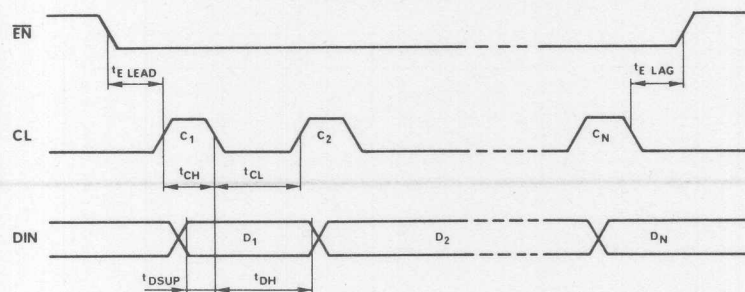 EN
t_E LEAD
t_E LAG
CL
C_1
C_2
C_N
t_CH
t_CL
DIN
D_1
D_2
D_N
t_DSUP
t_DH